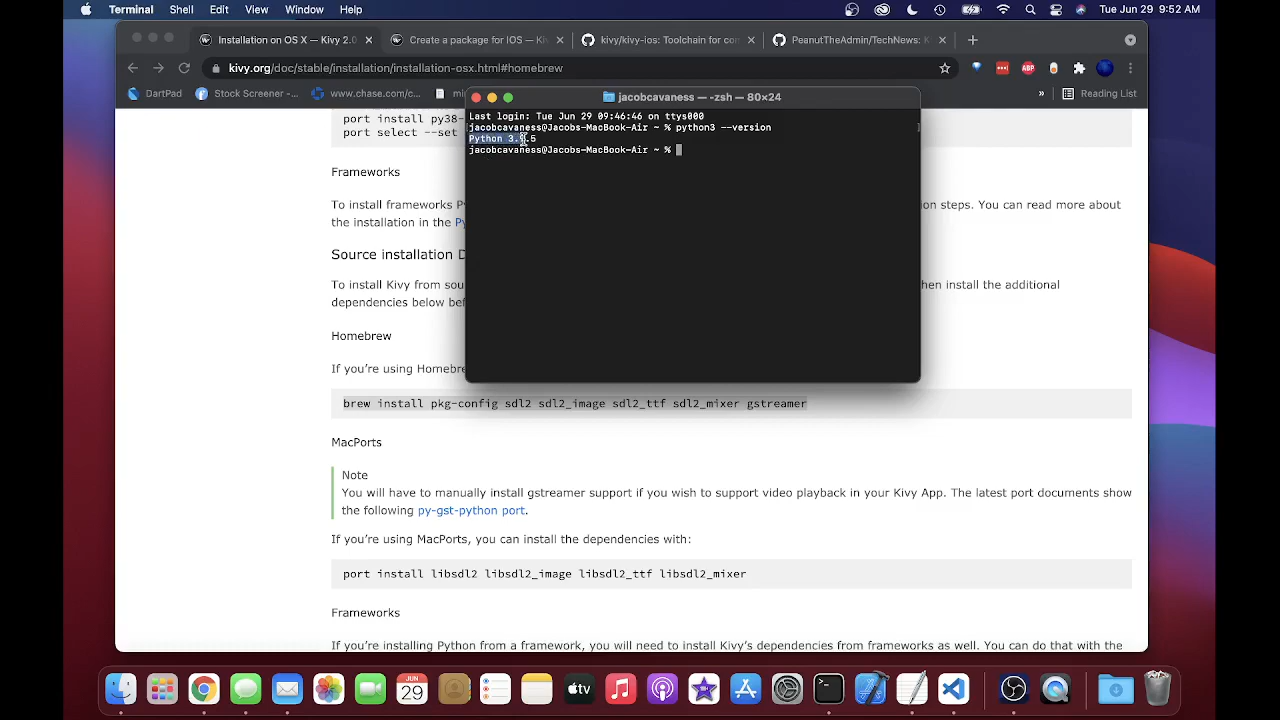 Terminal Shell Edit View Window Help Tue Jun 29 9:52 AM
Installation on OS X — Kivy 2.0 Create a package for IOS — Ki kivy/kivy-ios: Toolchain for com PeanutTheAdmin/TechNews: K
kivy.org/doc/stable/installation/installation-osx.html#homebrew
DartPad Stock Screener -... www.chase.com/c... » Reading List
jacobcavaness — -zsh — 80×24
Last login: Tue Jun 29 09:46:46 on ttys000
jacobcavaness@Jacobs-MacBook-Air ~ % python3 --version
Python 3. .5
jacobcavaness@Jacobs-MacBook-Air ~ %
port install py38-
port select --set
Frameworks
To install frameworks Py ion steps. You can read more about
the installation in the Py
Source installation D
To install Kivy from sou hen install the additional
dependencies below bef
Homebrew
If you’re using Homebre
brew install pkg-config sdl2 sdl2_image sdl2_ttf sdl2_mixer gstreamer
MacPorts
Note
You will have to manually install gstreamer support if you wish to support video playback in your Kivy App. The latest port documents show
the following py-gst-python port.
If you’re using MacPorts, you can install the dependencies with:
port install libsdl2 libsdl2_image libsdl2_ttf libsdl2_mixer
Frameworks
If you’re installing Python from a framework, you will need to install Kivy’s dependencies from frameworks as well. You can do that with the
JUN
29
tv